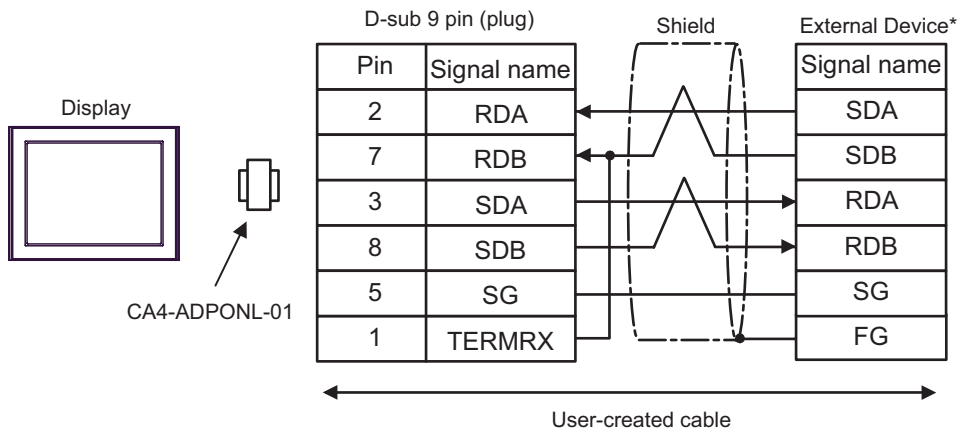 D-sub 9 pin (plug)
Shield
External Device*
Pin Signal name Signal name
Display
2 RDA SDA
7 RDB SDB
3 SDA RDA
8 SDB RDB
5 SG SG
CA4-ADPONL-01
1 TERMRX FG
User-created cable